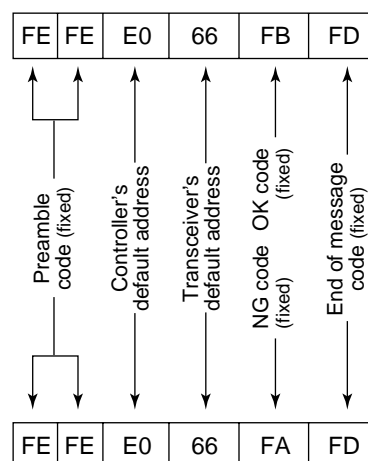 FE FE E0 66 FB FD
Preamble
code (fixed)
Controller's
default address
Transceiver's
default address
OK code
(fixed)
NG code
(fixed)
End of message
code (fixed)
FE FE E0 66 FA FD